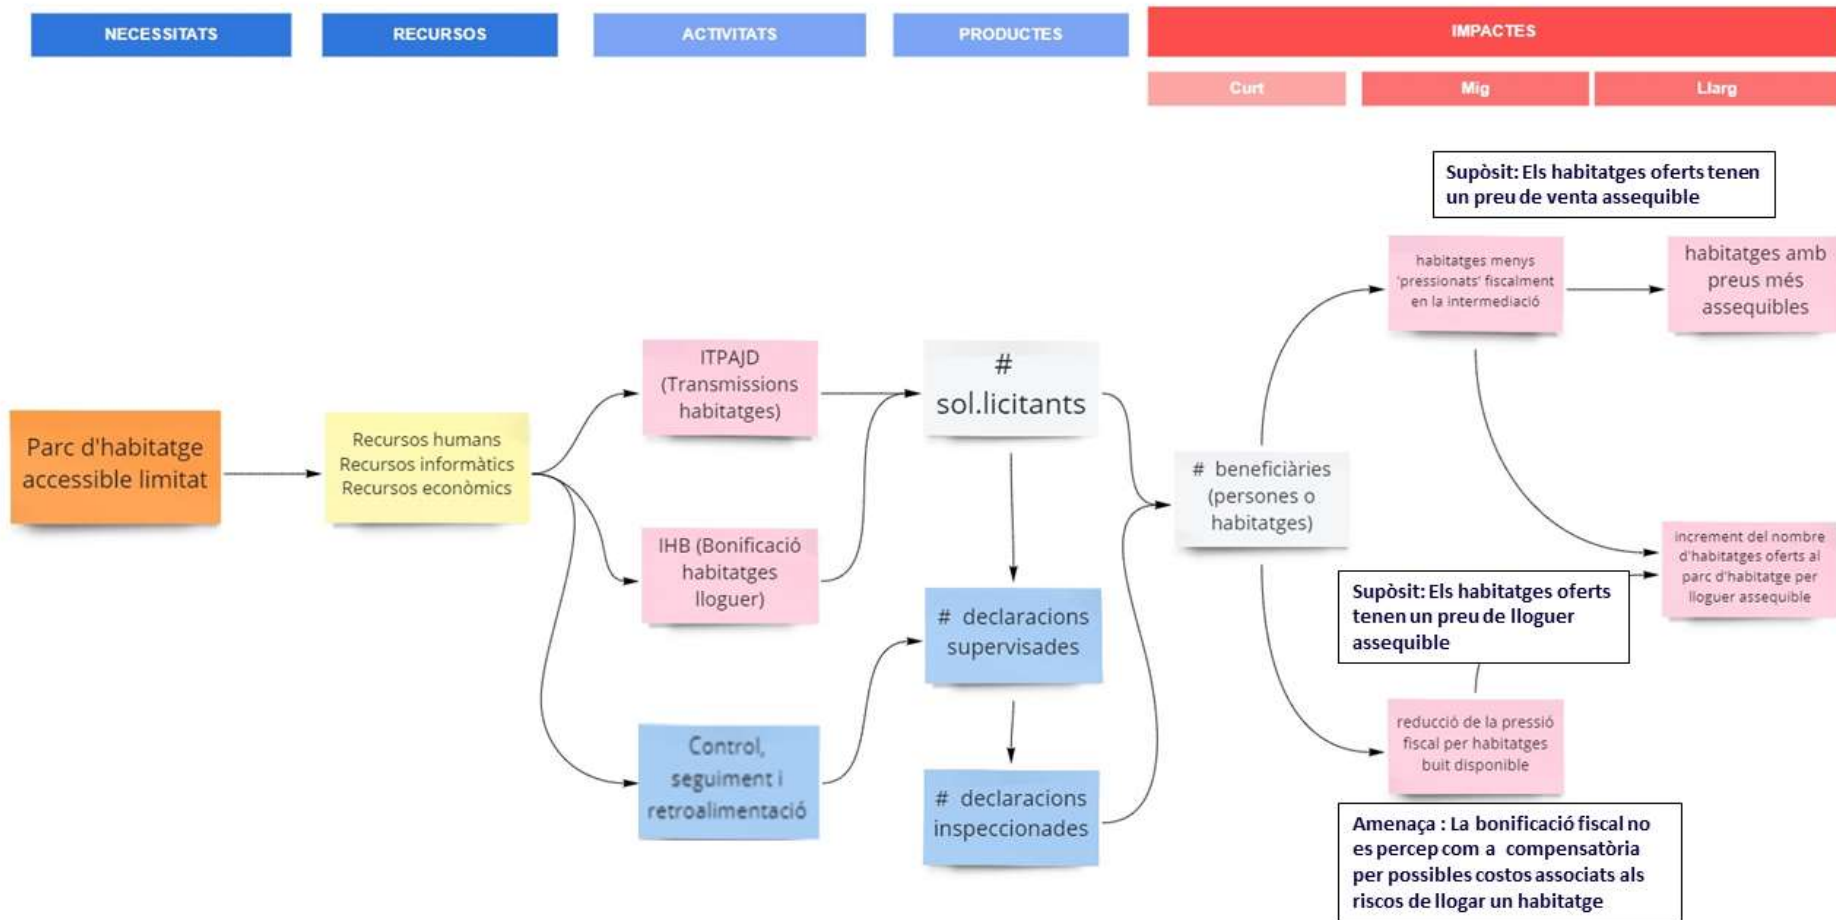 NECESSITATS
RECURSOS
ACTIVITATS
PRODUCTES
IMPACTES
Curt
Mig
Llarg
Supòsit: Els habitatges oferts tenen
un preu de venta assequible
Parc d'habitatge
accessible limitat
Recursos humans
Recursos informàtics
Recursos econòmics
ITPAJD
(Transmissions
habitatges)
IHB (Bonificació
habitatges
lloguer)
Control,
seguiment i
retroalimentació
#
sol.licitants
# declaracions
supervisades
# declaracions
inspeccionades
# beneficiàries
(persones o
habitatges)
habitatges menys
'pressionats' fiscalment
en la intermediació
habitatges amb
preus més
assequibles
increment del nombre
d'habitatges oferts al
parc d'habitatge per
lloguer assequible
Supòsit: Els habitatges oferts
tenen un preu de lloguer
assequible
reducció de la pressió
fiscal per habitatges
buit disponible
Amenaça : La bonificació fiscal no
es percep com a compensatòria
per possibles costos associats als
riscos de llogar un habitatge